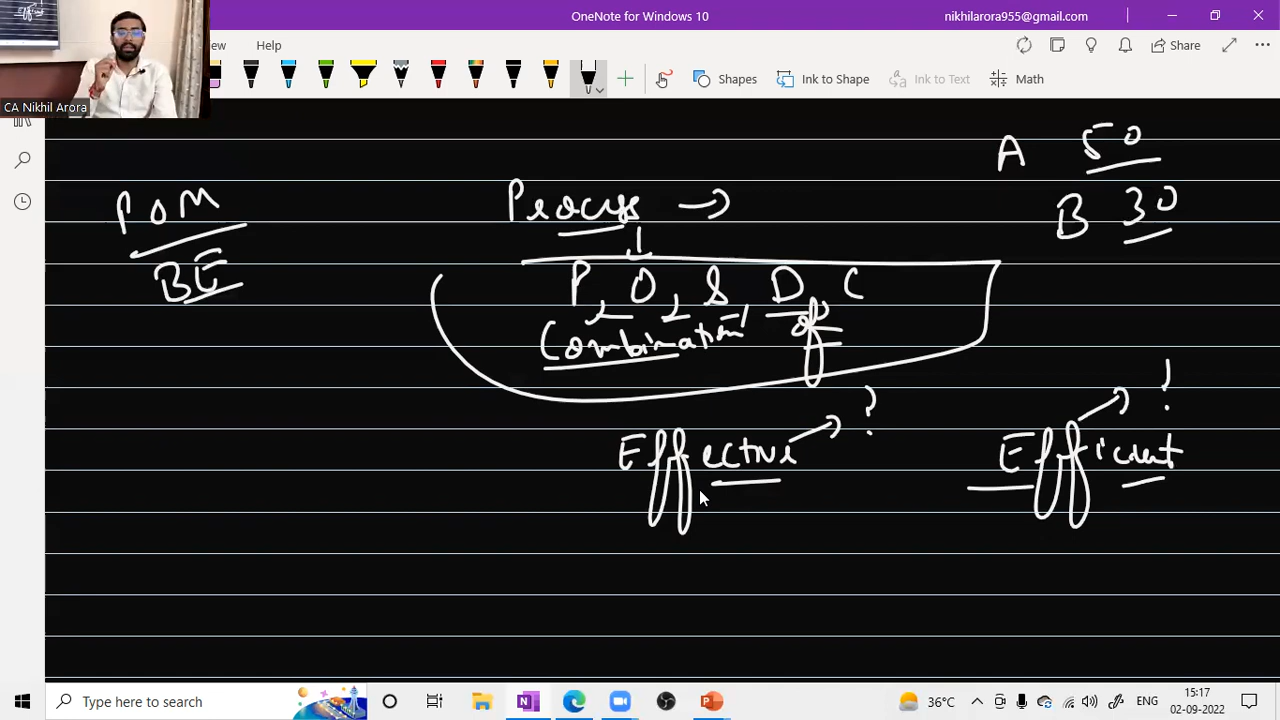 OneNote for Windows 10
nikhilarora955@gmail.com
ew Help
Share
Shapes
Ink to Shape
Ink to Text
Math
CA Nikhil Arora
A 50
B 30
POM
BE
Process →
P, O, S, D, C
Combination of
Effective → ?
Efficient → !
Type here to search
36°C
ENG
15:17
02-09-2022